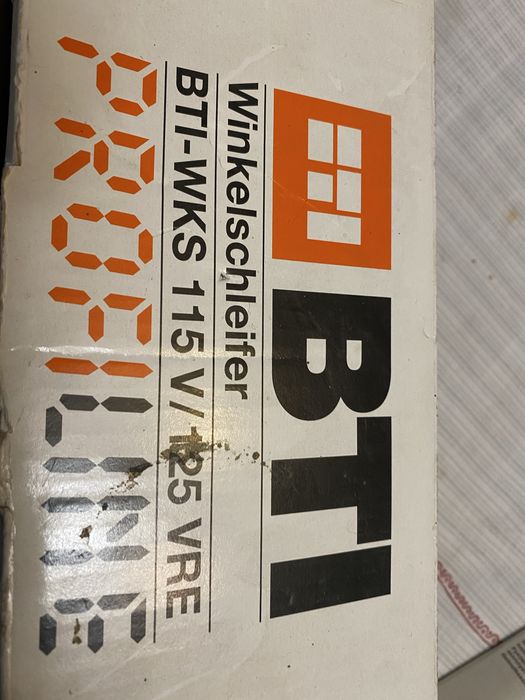 BTI
Winkelschleifer
BTI-WKS 115 V/125 VRE
PROFILINE